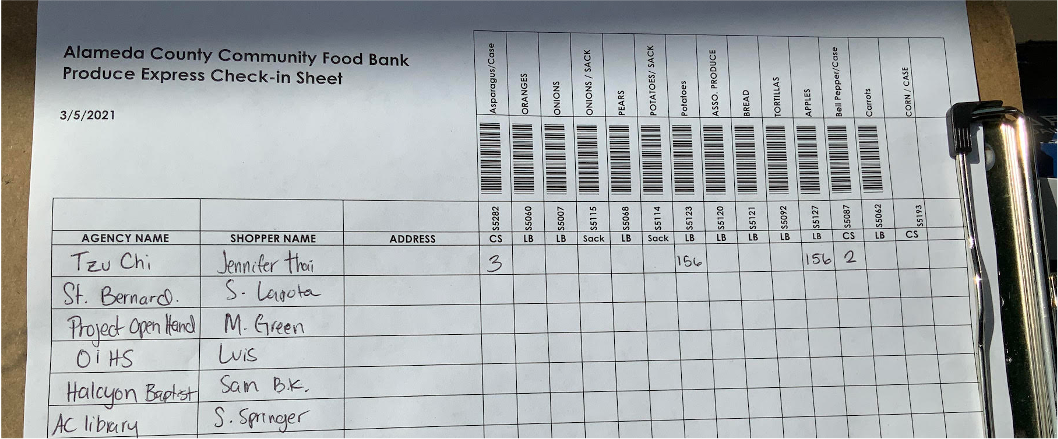 Alameda County Community Food Bank
Produce Express Check-in Sheet
3/5/2021
Asparagus/Case ORANGES ONIONS ONIONS / SACK PEARS POTATOES/ SACK Potatoes ASSO. PRODUCE BREAD TORTILLAS APPLES Bell Pepper/Case Carrots CORN / CASE
S5282 S5060 S5007 S5115 S5068 S5114 S5123 S5120 S5121 S5092 S5127 S5087 S5062 S5193
AGENCY NAME SHOPPER NAME ADDRESS CS LB LB Sack LB Sack LB LB LB LB LB CS LB CS
Tzu Chi Jennifer thai 3 156 156 2
St. Bernard. S. Lagota
Project Open Hand M. Green
OIHS Luis
Halcyon Baptist Sam B.K.
AC library S. Springer